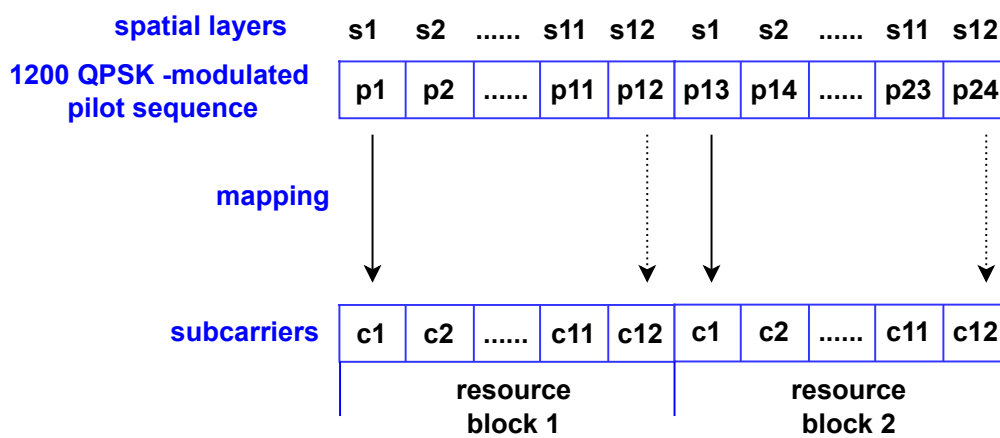 spatial layers s1 s2 ...... s11 s12 s1 s2 ...... s11 s12
1200 QPSK -modulated
pilot sequence
p1 p2 ...... p11 p12 p13 p14 ...... p23 p24
mapping
subcarriers c1 c2 ...... c11 c12 c1 c2 ...... c11 c12
resource
block 1
resource
block 2